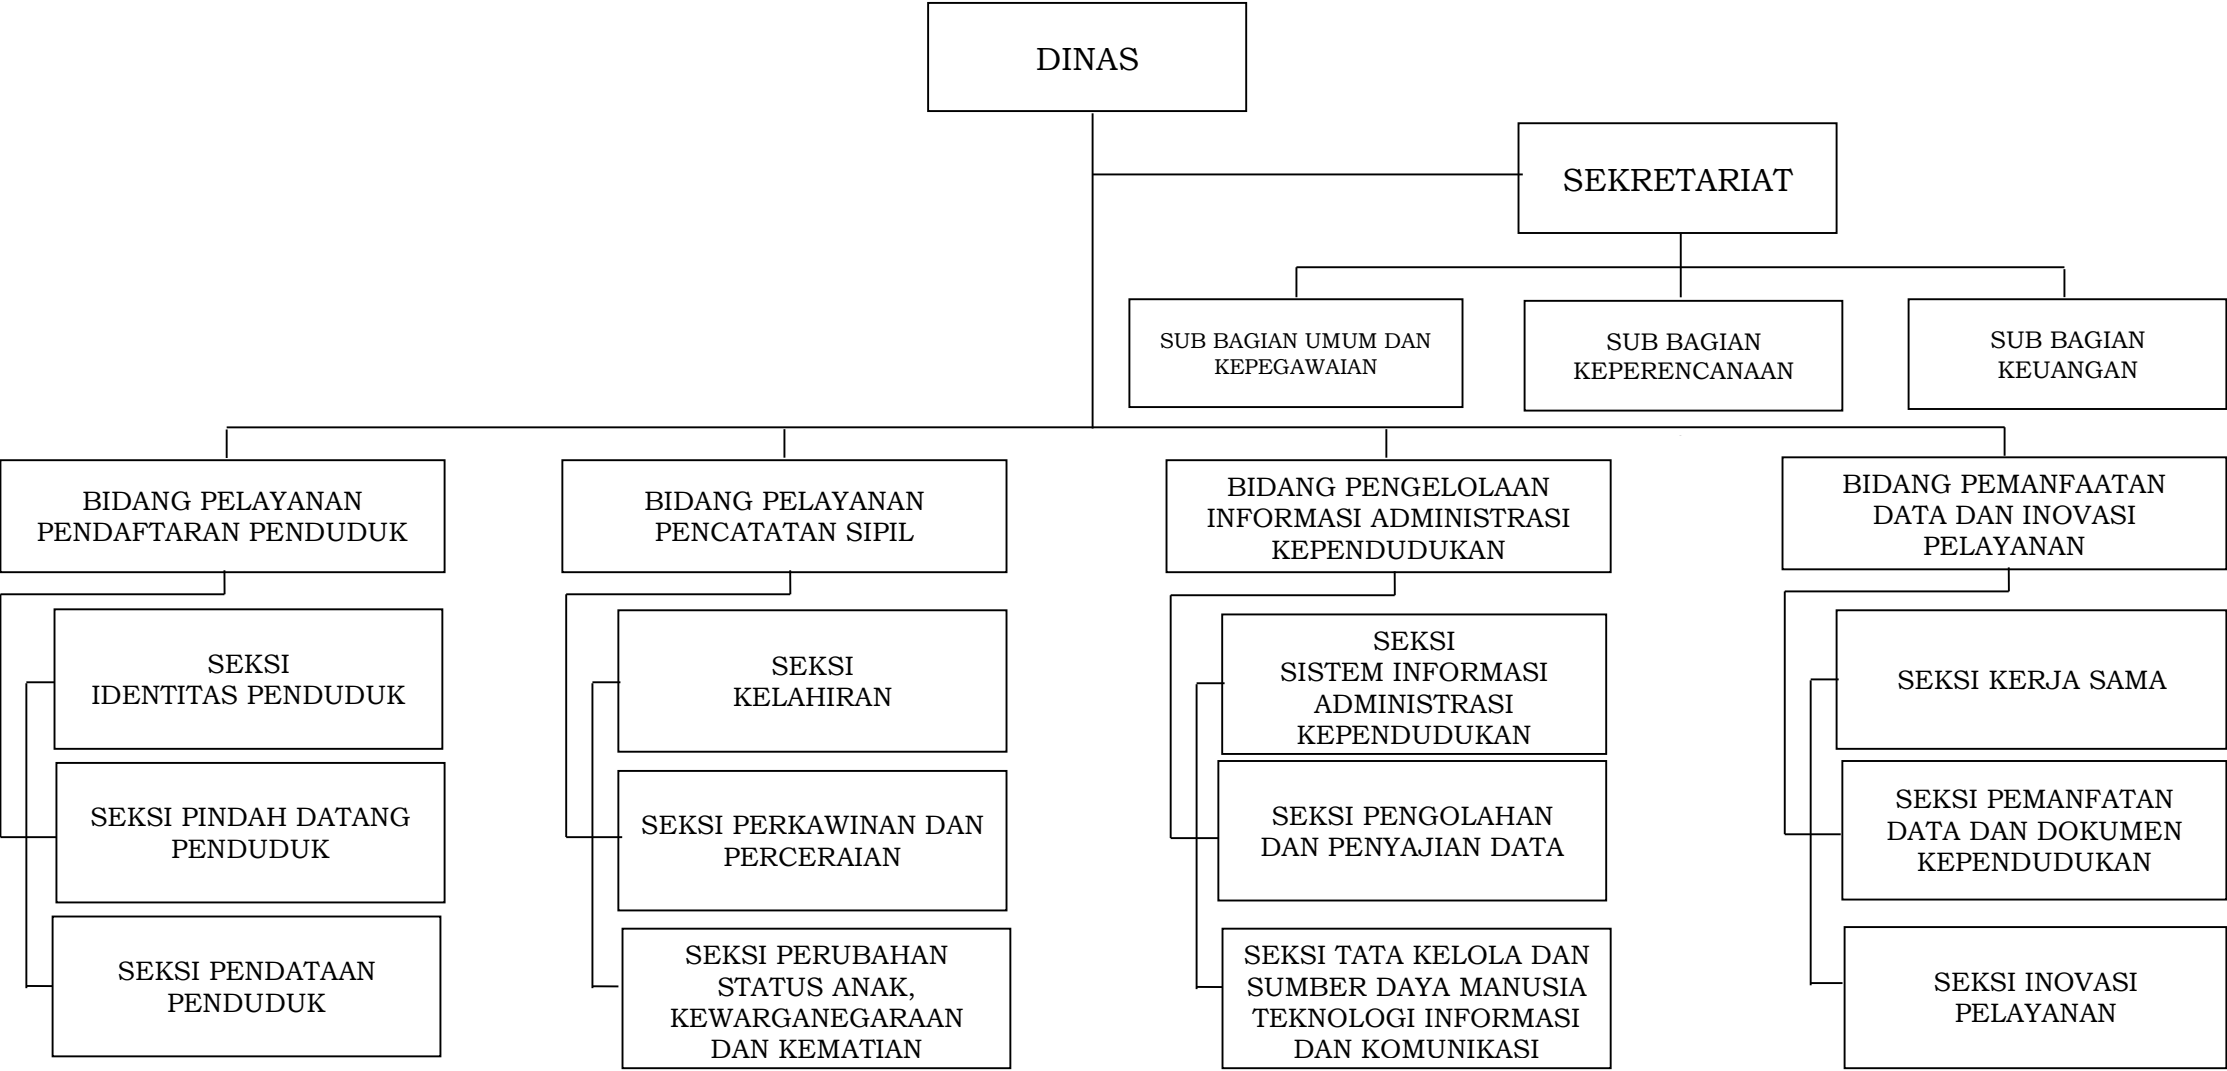 DINAS
SEKRETARIAT
SUB BAGIAN UMUM DAN
KEPEGAWAIAN
SUB BAGIAN
KEPERENCANAAN
SUB BAGIAN
KEUANGAN
BIDANG PELAYANAN
PENDAFTARAN PENDUDUK
BIDANG PELAYANAN
PENCATATAN SIPIL
BIDANG PENGELOLAAN
INFORMASI ADMINISTRASI
KEPENDUDUKAN
BIDANG PEMANFAATAN
DATA DAN INOVASI
PELAYANAN
SEKSI
IDENTITAS PENDUDUK
SEKSI PINDAH DATANG
PENDUDUK
SEKSI PENDATAAN
PENDUDUK
SEKSI
KELAHIRAN
SEKSI PERKAWINAN DAN
PERCERAIAN
SEKSI PERUBAHAN
STATUS ANAK,
KEWARGANEGARAAN
DAN KEMATIAN
SEKSI
SISTEM INFORMASI
ADMINISTRASI
KEPENDUDUKAN
SEKSI PENGOLAHAN
DAN PENYAJIAN DATA
SEKSI TATA KELOLA DAN
SUMBER DAYA MANUSIA
TEKNOLOGI INFORMASI
DAN KOMUNIKASI
SEKSI KERJA SAMA
SEKSI PEMANFATAN
DATA DAN DOKUMEN
KEPENDUDUKAN
SEKSI INOVASI
PELAYANAN